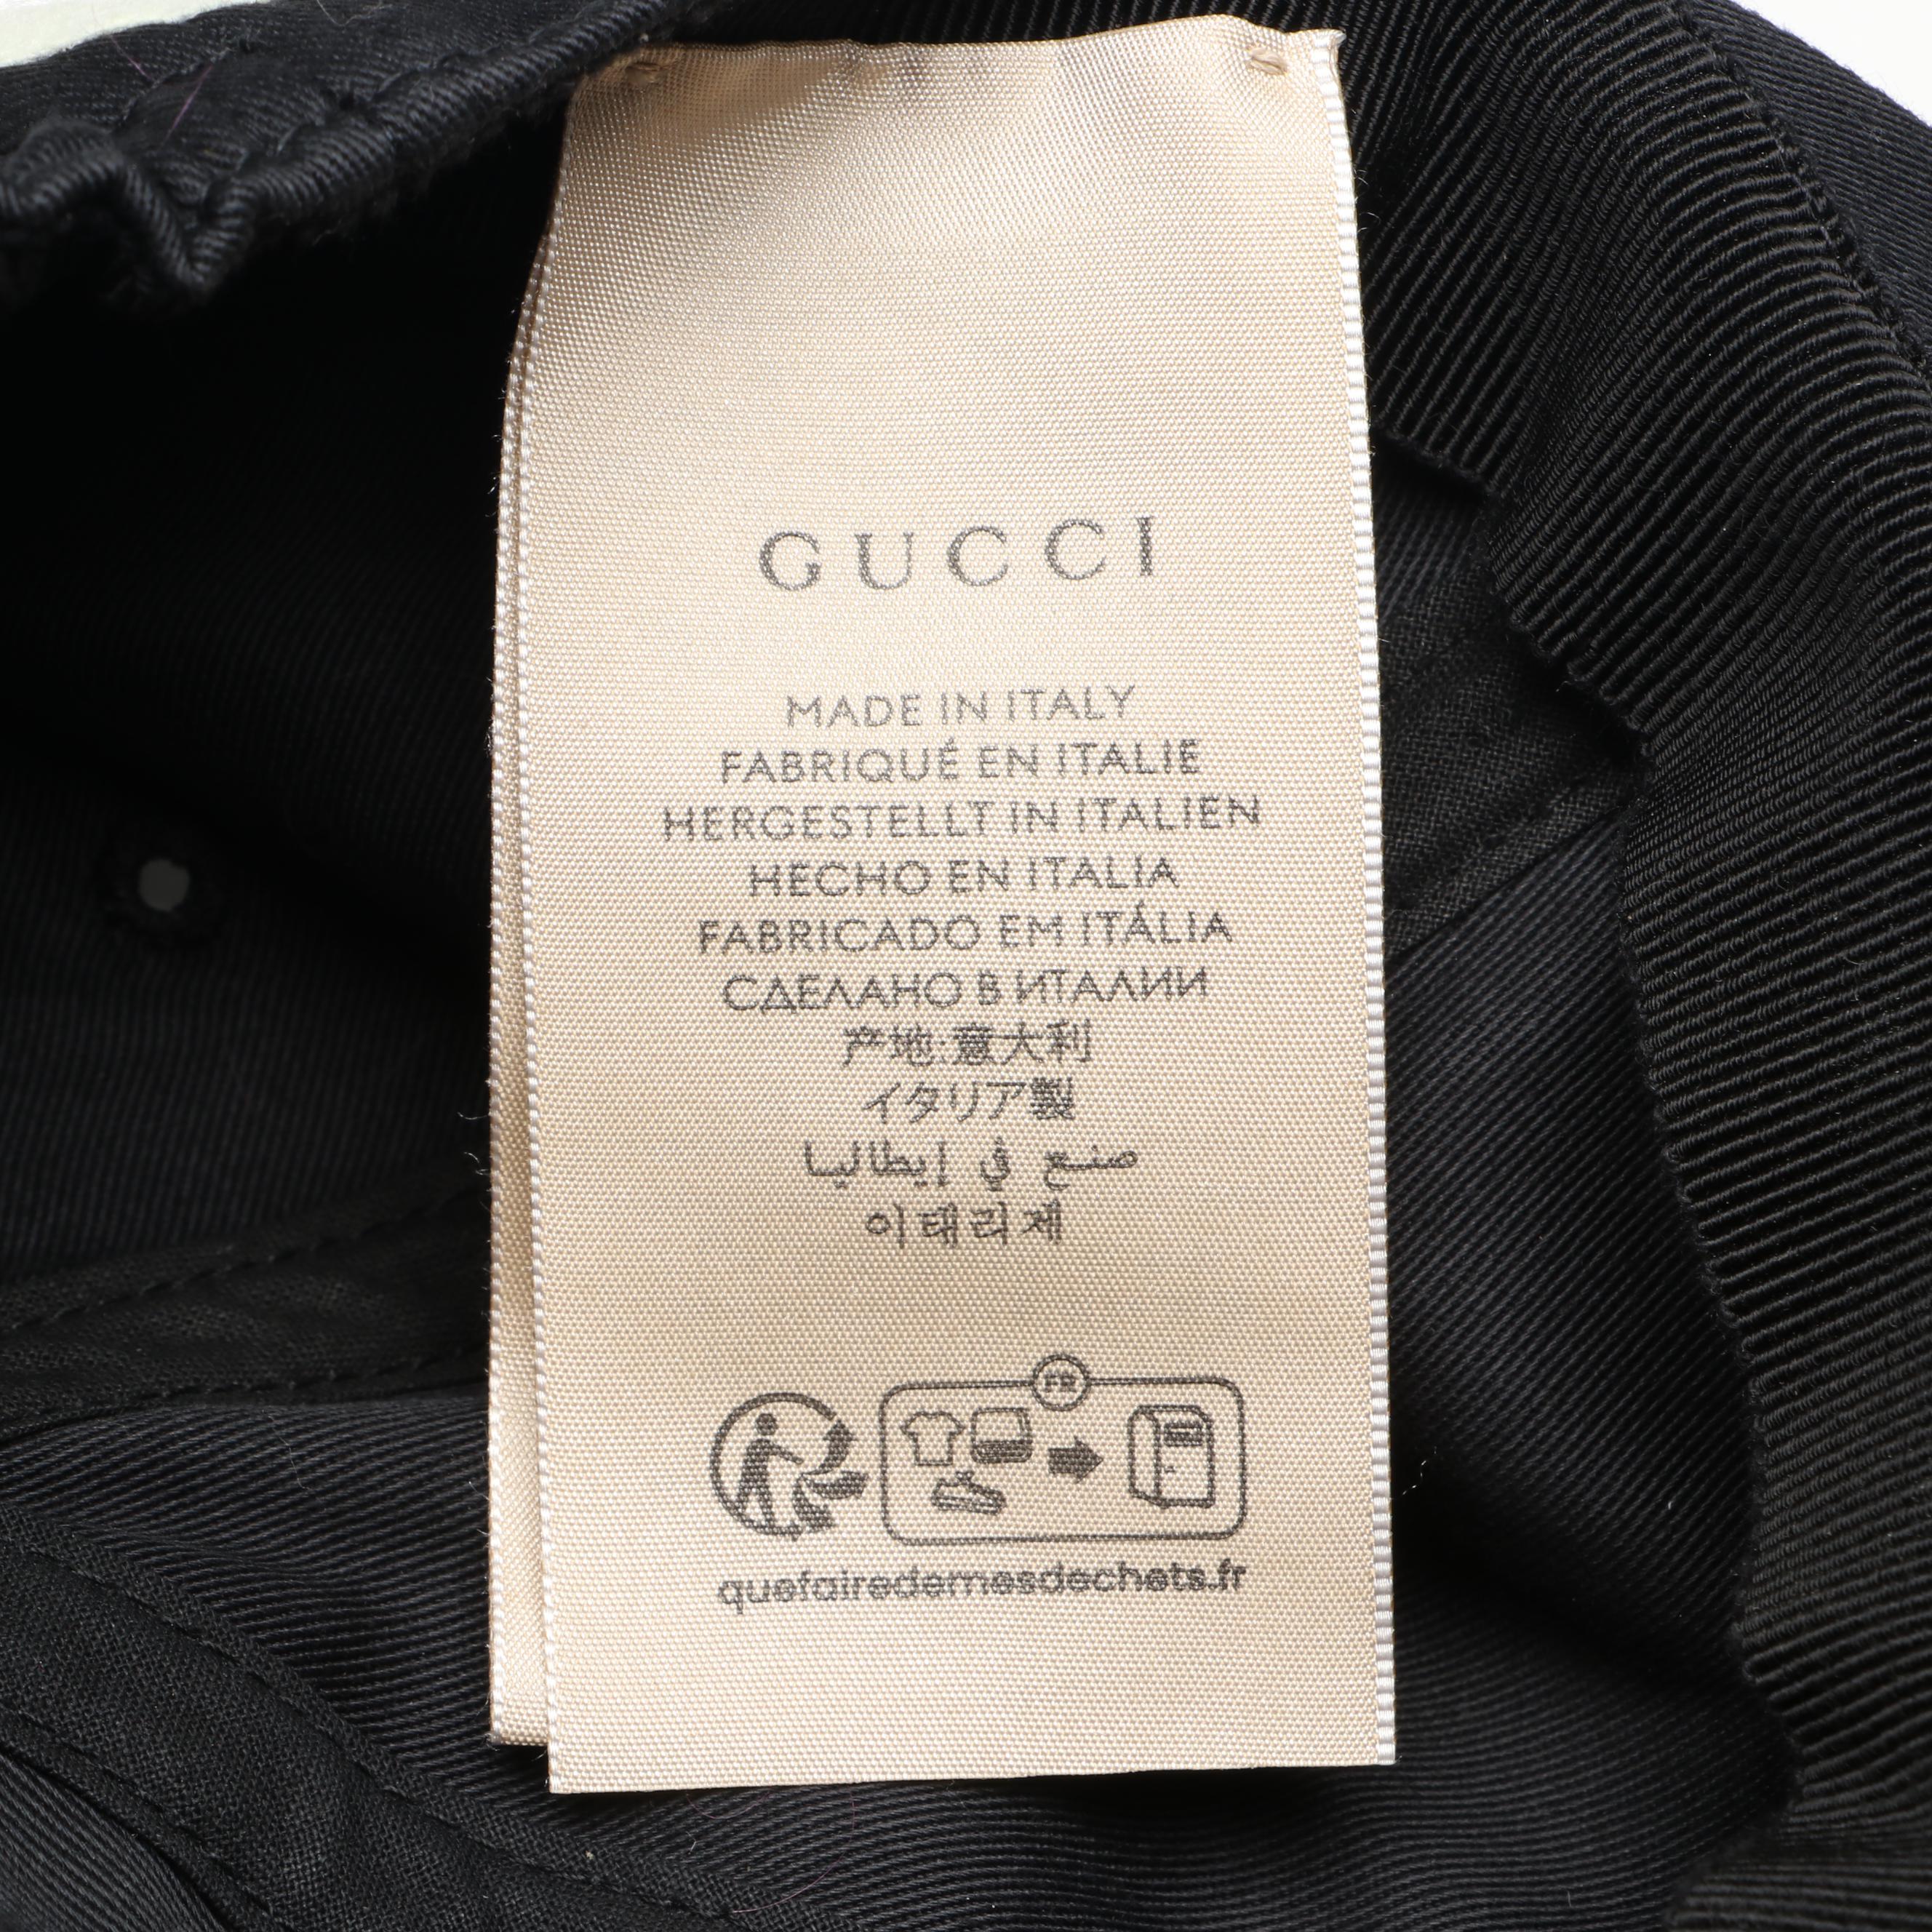 GUCCI
MADE IN ITALY
FABRIQUÉ EN ITALIE
HERGESTELLT IN ITALIEN
HECHO EN ITALIA
FABRICADO EM ITÁLIA
СДЕЛАНО В ИТАЛИИ
产地:意大利
イタリア製
صنع في إيطاليا
이태리제
FR
quefairedemesdechets.fr